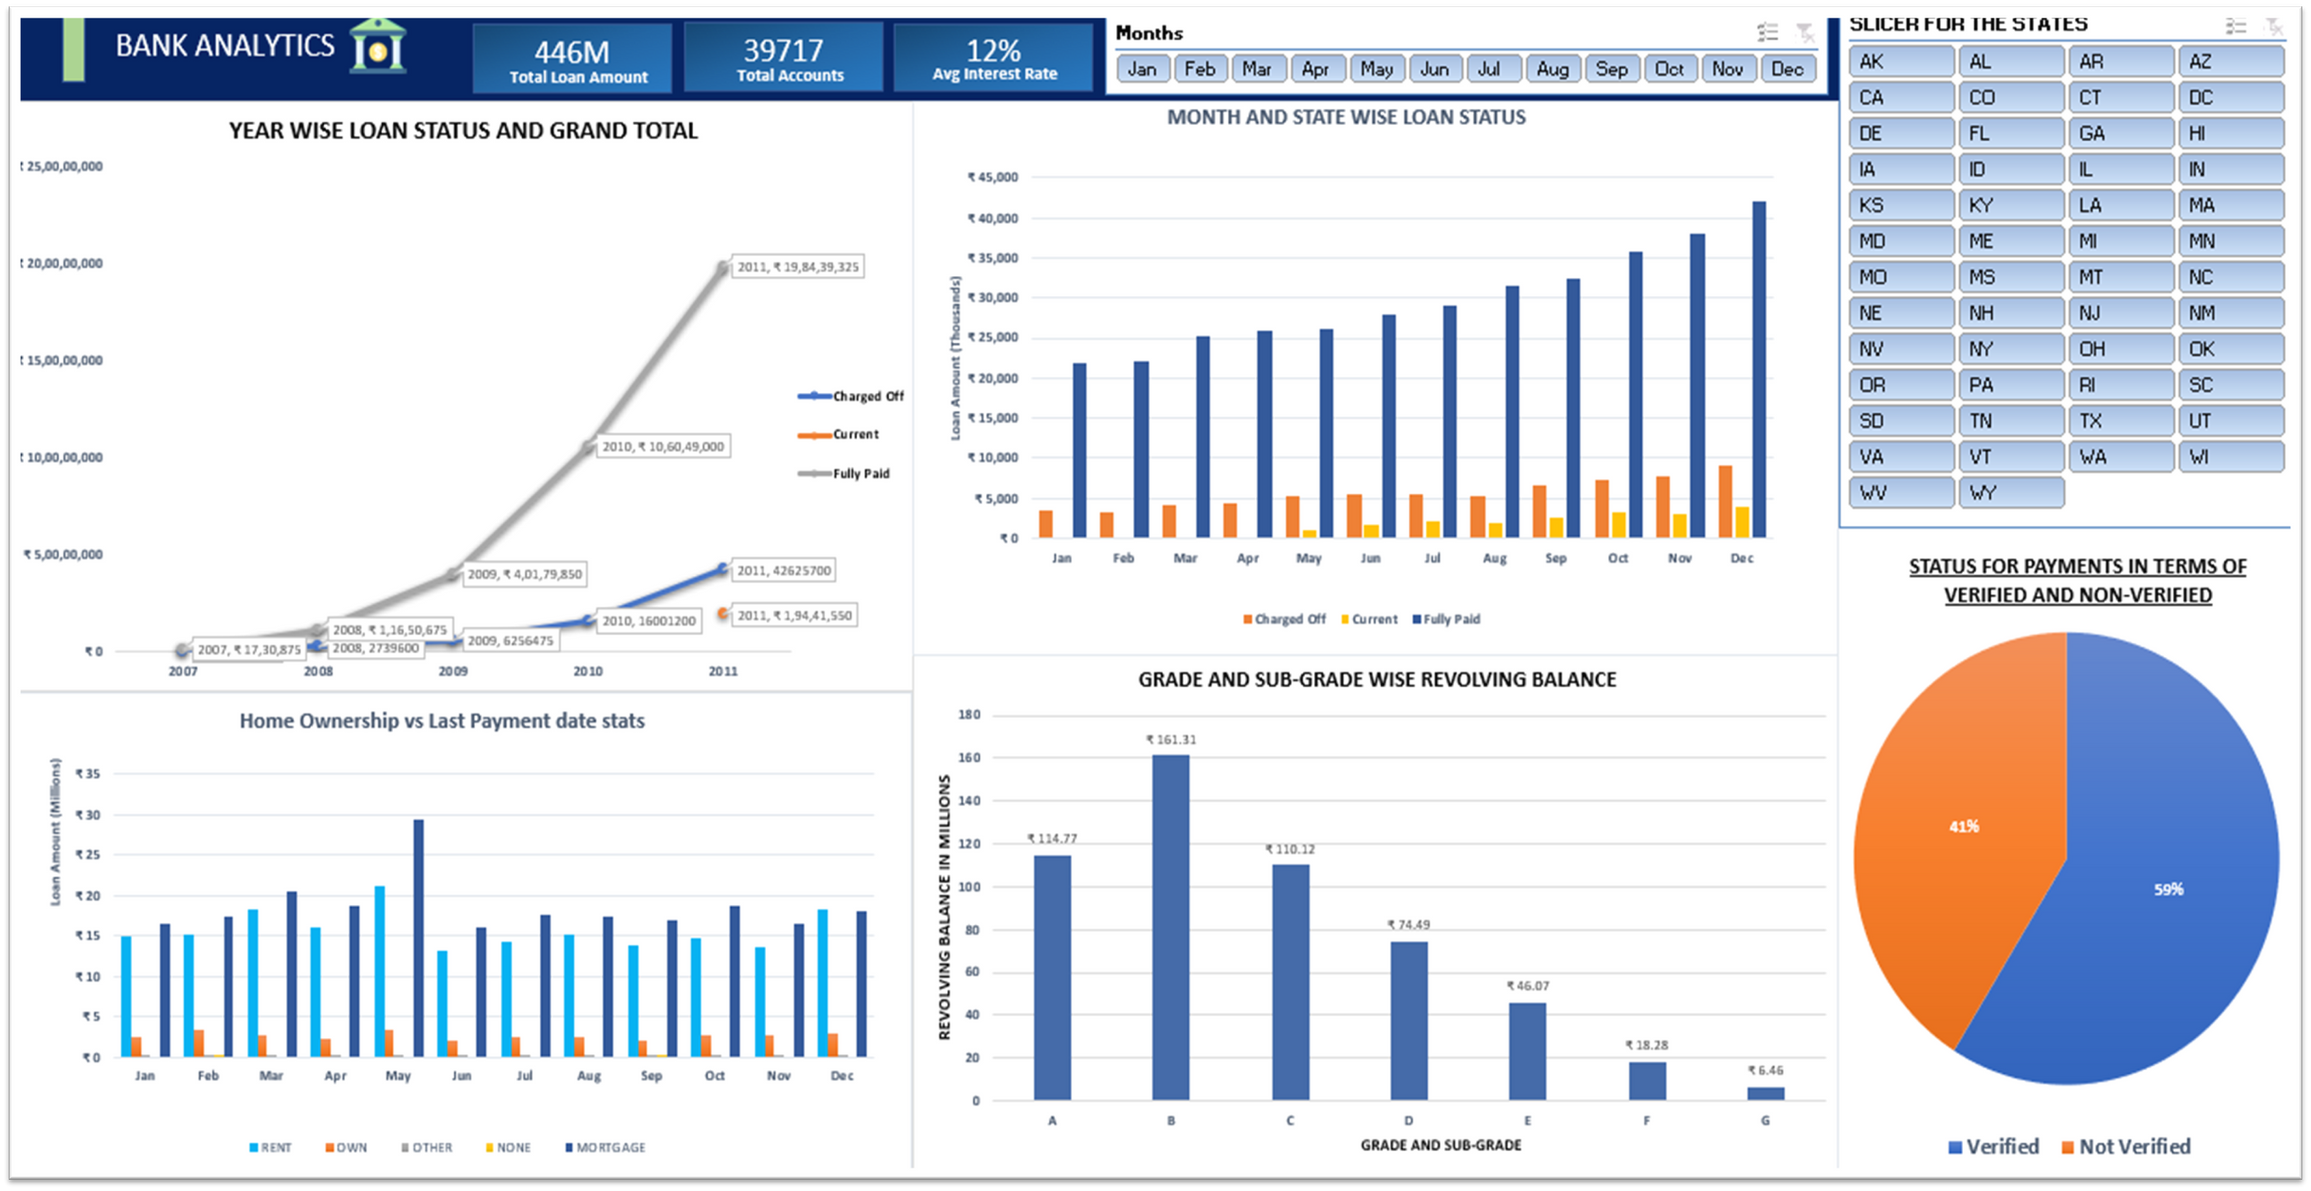 BANK ANALYTICS
446M
Total Loan Amount
39717
Total Accounts
12%
Avg Interest Rate
Months
Jan Feb Mar Apr May Jun Jul Aug Sep Oct Nov Dec
SLICER FOR THE STATES
AK AL AR AZ
CA CO CT DC
DE FL GA HI
IA ID IL IN
KS KY LA MA
MD ME MI MN
MO MS MT NC
NE NH NJ NM
NV NY OH OK
OR PA RI SC
SD TN TX UT
VA VT WA WI
WV WY
YEAR WISE LOAN STATUS AND GRAND TOTAL
₹ 25,00,00,000
₹ 20,00,00,000
₹ 15,00,00,000
₹ 10,00,00,000
₹ 5,00,00,000
₹ 0
2011, ₹ 19,84,39,325
2010, ₹ 10,60,49,000
2009, ₹ 4,01,79,850
2008, ₹ 1,16,50,675
2007, ₹ 17,30,875
2008, 2739600
2009, 6256475
2010, 16001200
2011, 42625700
2011, ₹ 1,94,41,550
2007 2008 2009 2010 2011
Charged Off
Current
Fully Paid
MONTH AND STATE WISE LOAN STATUS
Loan Amount (Thousands)
₹ 45,000
₹ 40,000
₹ 35,000
₹ 30,000
₹ 25,000
₹ 20,000
₹ 15,000
₹ 10,000
₹ 5,000
₹ 0
Jan Feb Mar Apr May Jun Jul Aug Sep Oct Nov Dec
Charged Off Current Fully Paid
Home Ownership vs Last Payment date stats
Loan Amount (Millions)
₹ 35
₹ 30
₹ 25
₹ 20
₹ 15
₹ 10
₹ 5
₹ 0
Jan Feb Mar Apr May Jun Jul Aug Sep Oct Nov Dec
RENT OWN OTHER NONE MORTGAGE
GRADE AND SUB-GRADE WISE REVOLVING BALANCE
REVOLVING BALANCE IN MILLIONS
180
160
140
120
100
80
60
40
20
0
₹ 114.77
₹ 161.31
₹ 110.12
₹ 74.49
₹ 46.07
₹ 18.28
₹ 6.46
A B C D E F G
GRADE AND SUB-GRADE
STATUS FOR PAYMENTS IN TERMS OF
VERIFIED AND NON-VERIFIED
41%
59%
Verified Not Verified